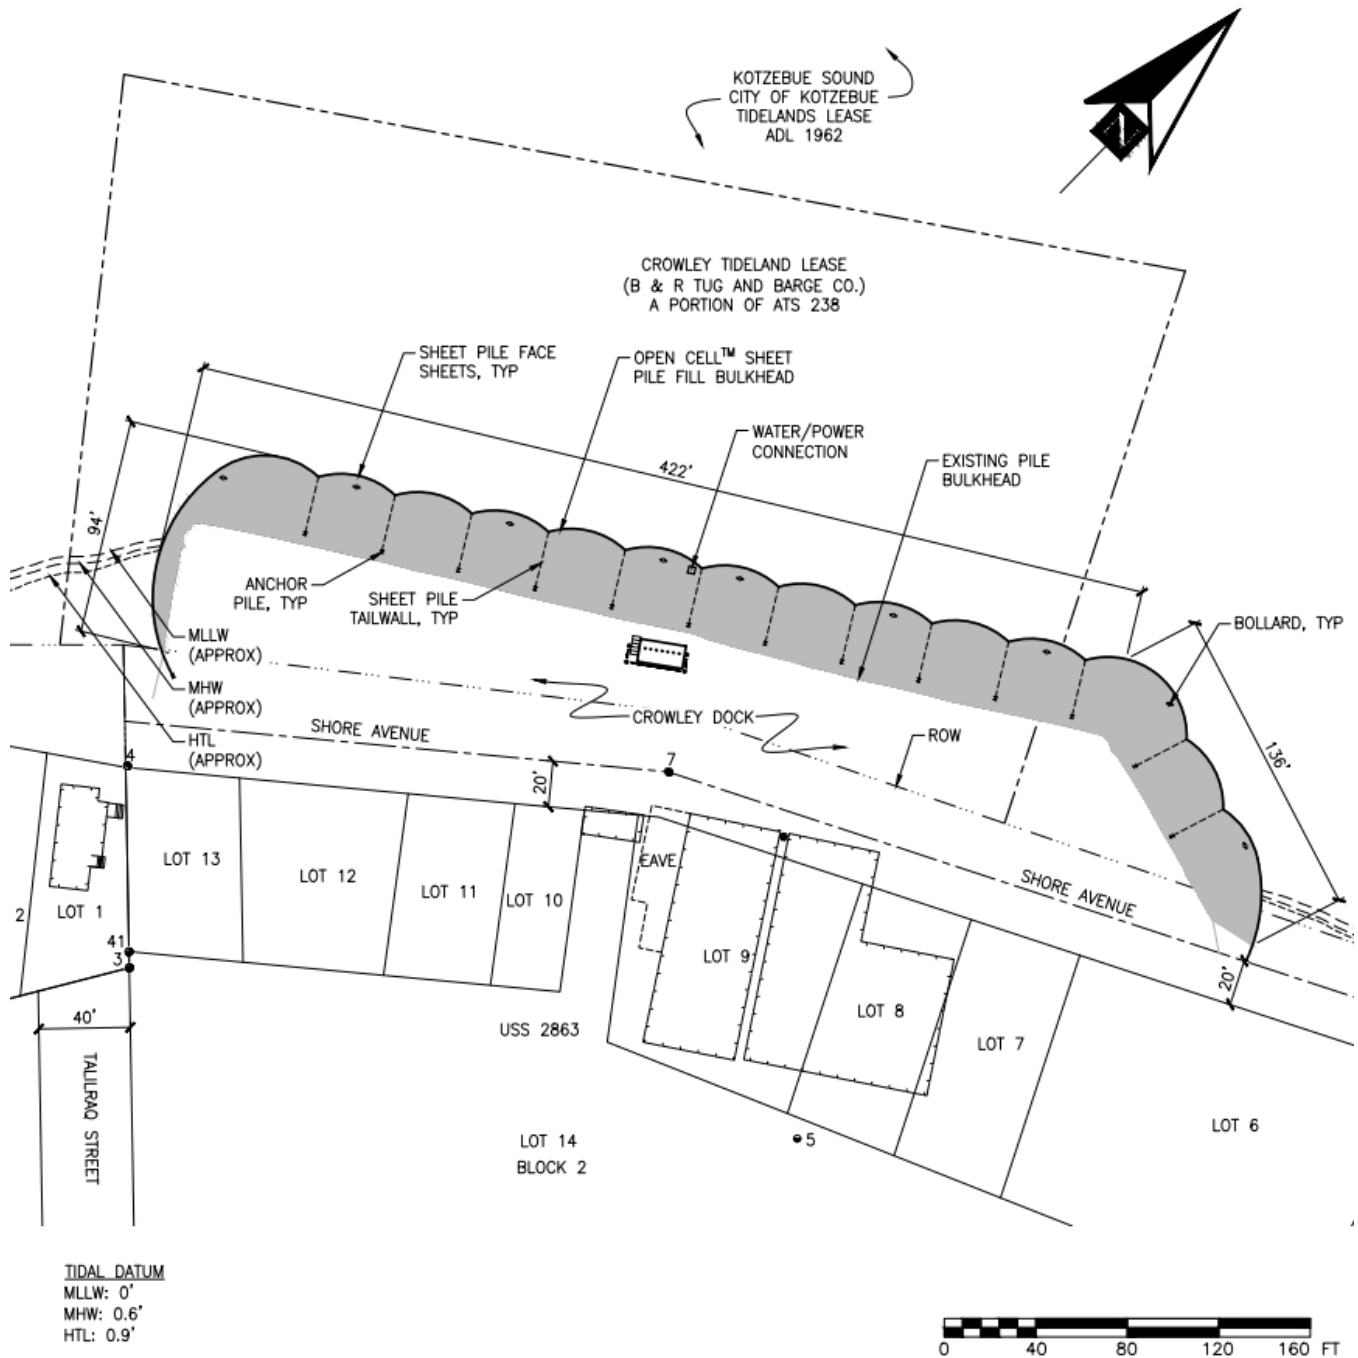 KOTZEBUE SOUND
CITY OF KOTZEBUE
TIDELANDS LEASE
ADL 1962
CROWLEY TIDELAND LEASE
(B & R TUG AND BARGE CO.)
A PORTION OF ATS 238
SHEET PILE FACE
SHEETS, TYP
OPEN CELL™ SHEET
PILE FILL BULKHEAD
WATER/POWER
CONNECTION
422'
EXISTING PILE
BULKHEAD
94'
ANCHOR
PILE, TYP
SHEET PILE
TAILWALL, TYP
BOLLARD, TYP
MLLW
(APPROX)
MHW
(APPROX)
HTL
(APPROX)
136'
CROWLEY DOCK
ROW
SHORE AVENUE
4
7
20'
LOT 13
LOT 12
LOT 11
LOT 10
EAVE
SHORE AVENUE
2
LOT 1
41
3
LOT 9
20'
LOT 8
LOT 7
LOT 6
40'
TALILRAQ STREET
USS 2863
LOT 14
BLOCK 2
5
TIDAL DATUM
MLLW: 0'
MHW: 0.6'
HTL: 0.9'
0 40 80 120 160 FT